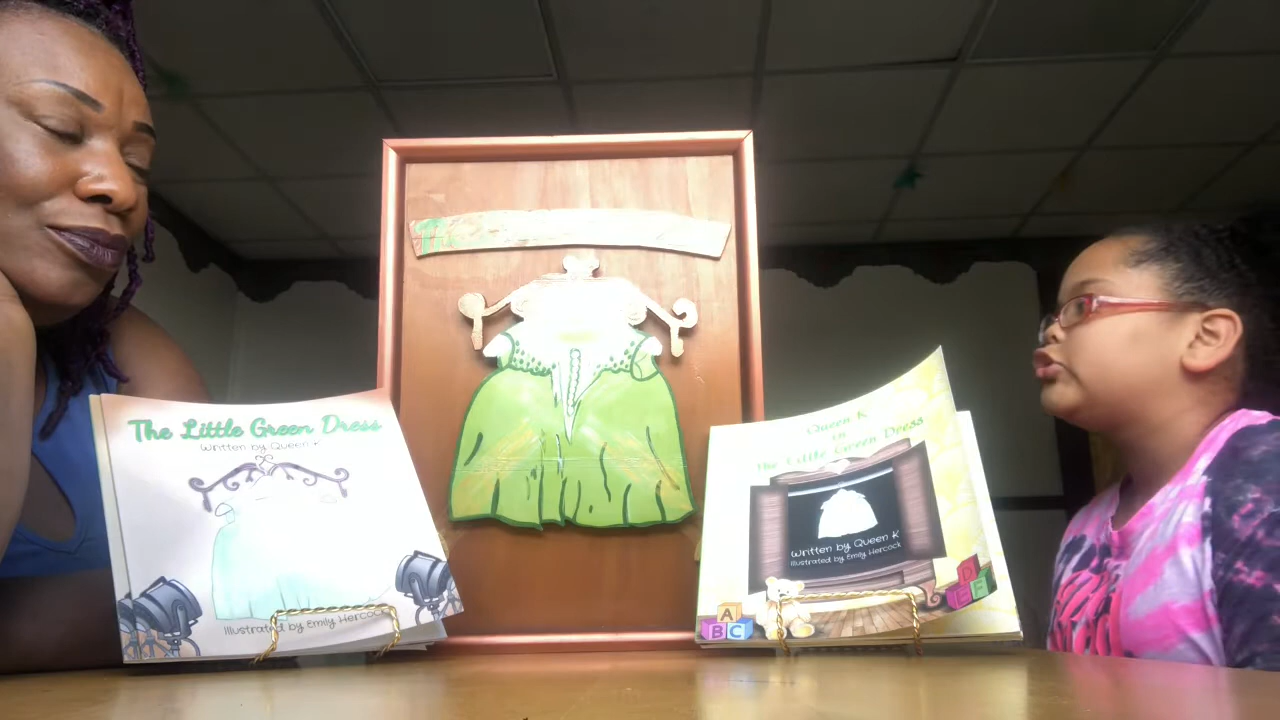 The Little Green Dress
Written by Queen K
Illustrated by Emily Hercock
Queen K
in
The Little Green Dress
Written by Queen K
Illustrated by Emily Hercock
A
B C
D
E F